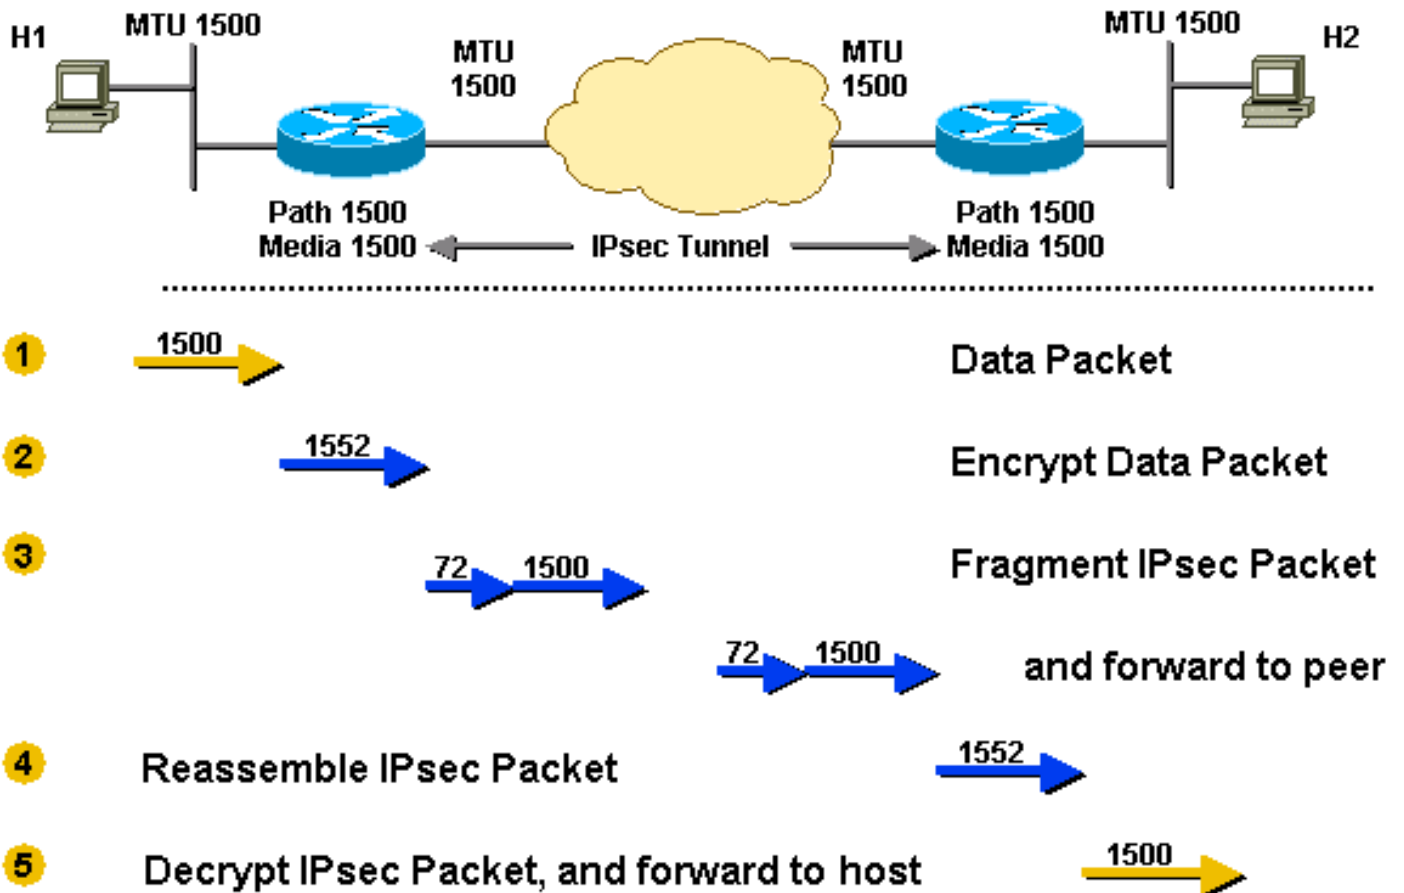 H1
MTU 1500
MTU
1500
MTU
1500
MTU 1500
H2
Path 1500
Media 1500
IPsec Tunnel
Path 1500
Media 1500
1
1500
Data Packet
2
1552
Encrypt Data Packet
3
72
1500
Fragment IPsec Packet
72
1500
and forward to peer
4
Reassemble IPsec Packet
1552
5
Decrypt IPsec Packet, and forward to host
1500